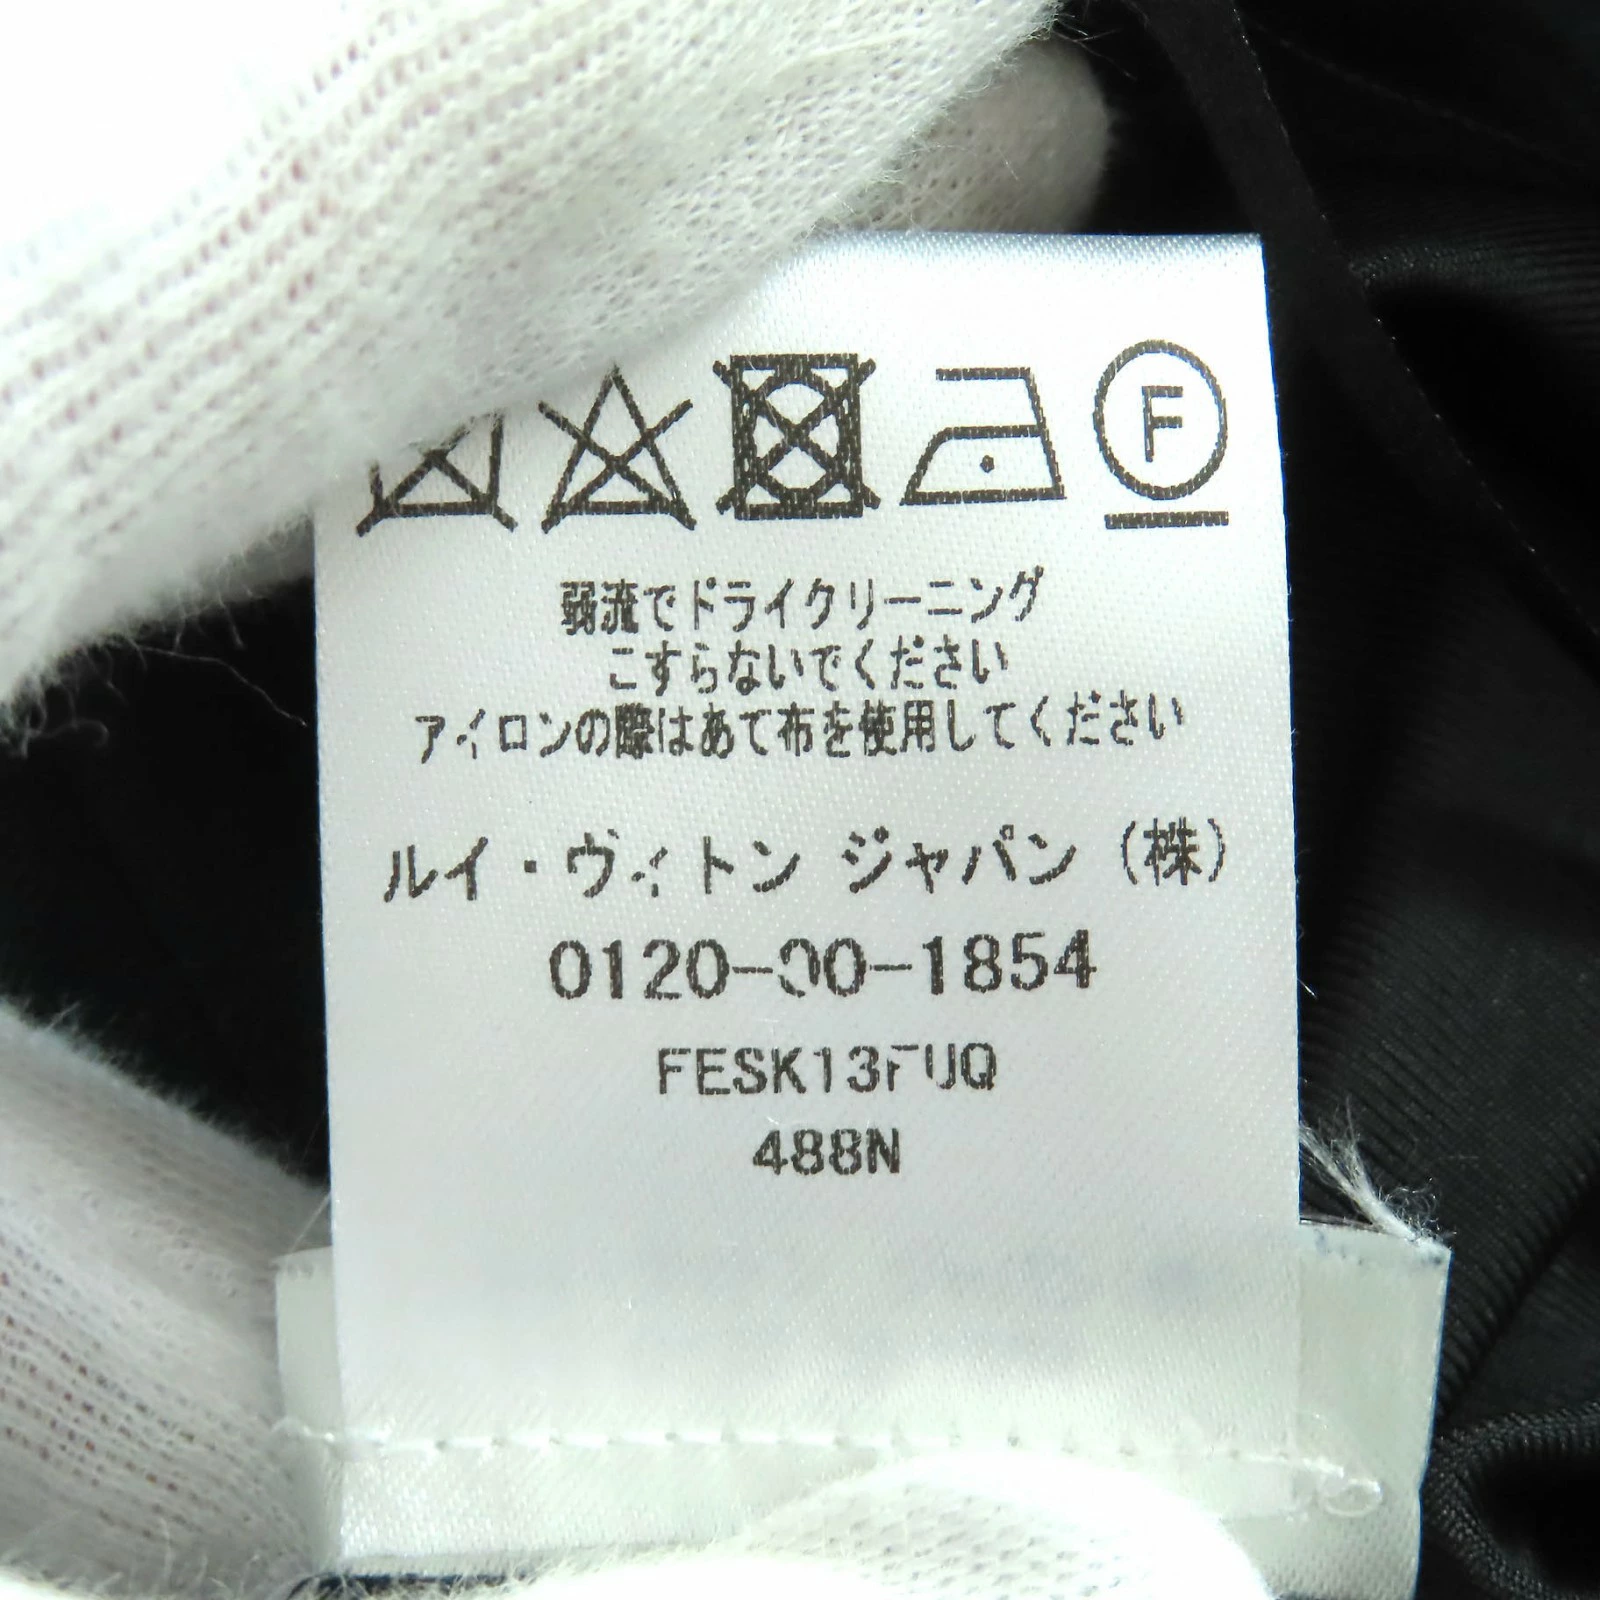 F
弱流でドライクリーニング
こすらないでください
アイロンの際はあて布を使用してください
ルイ・ヴィトン ジャパン (株)
0120-00-1854
FESK13FUQ
488N